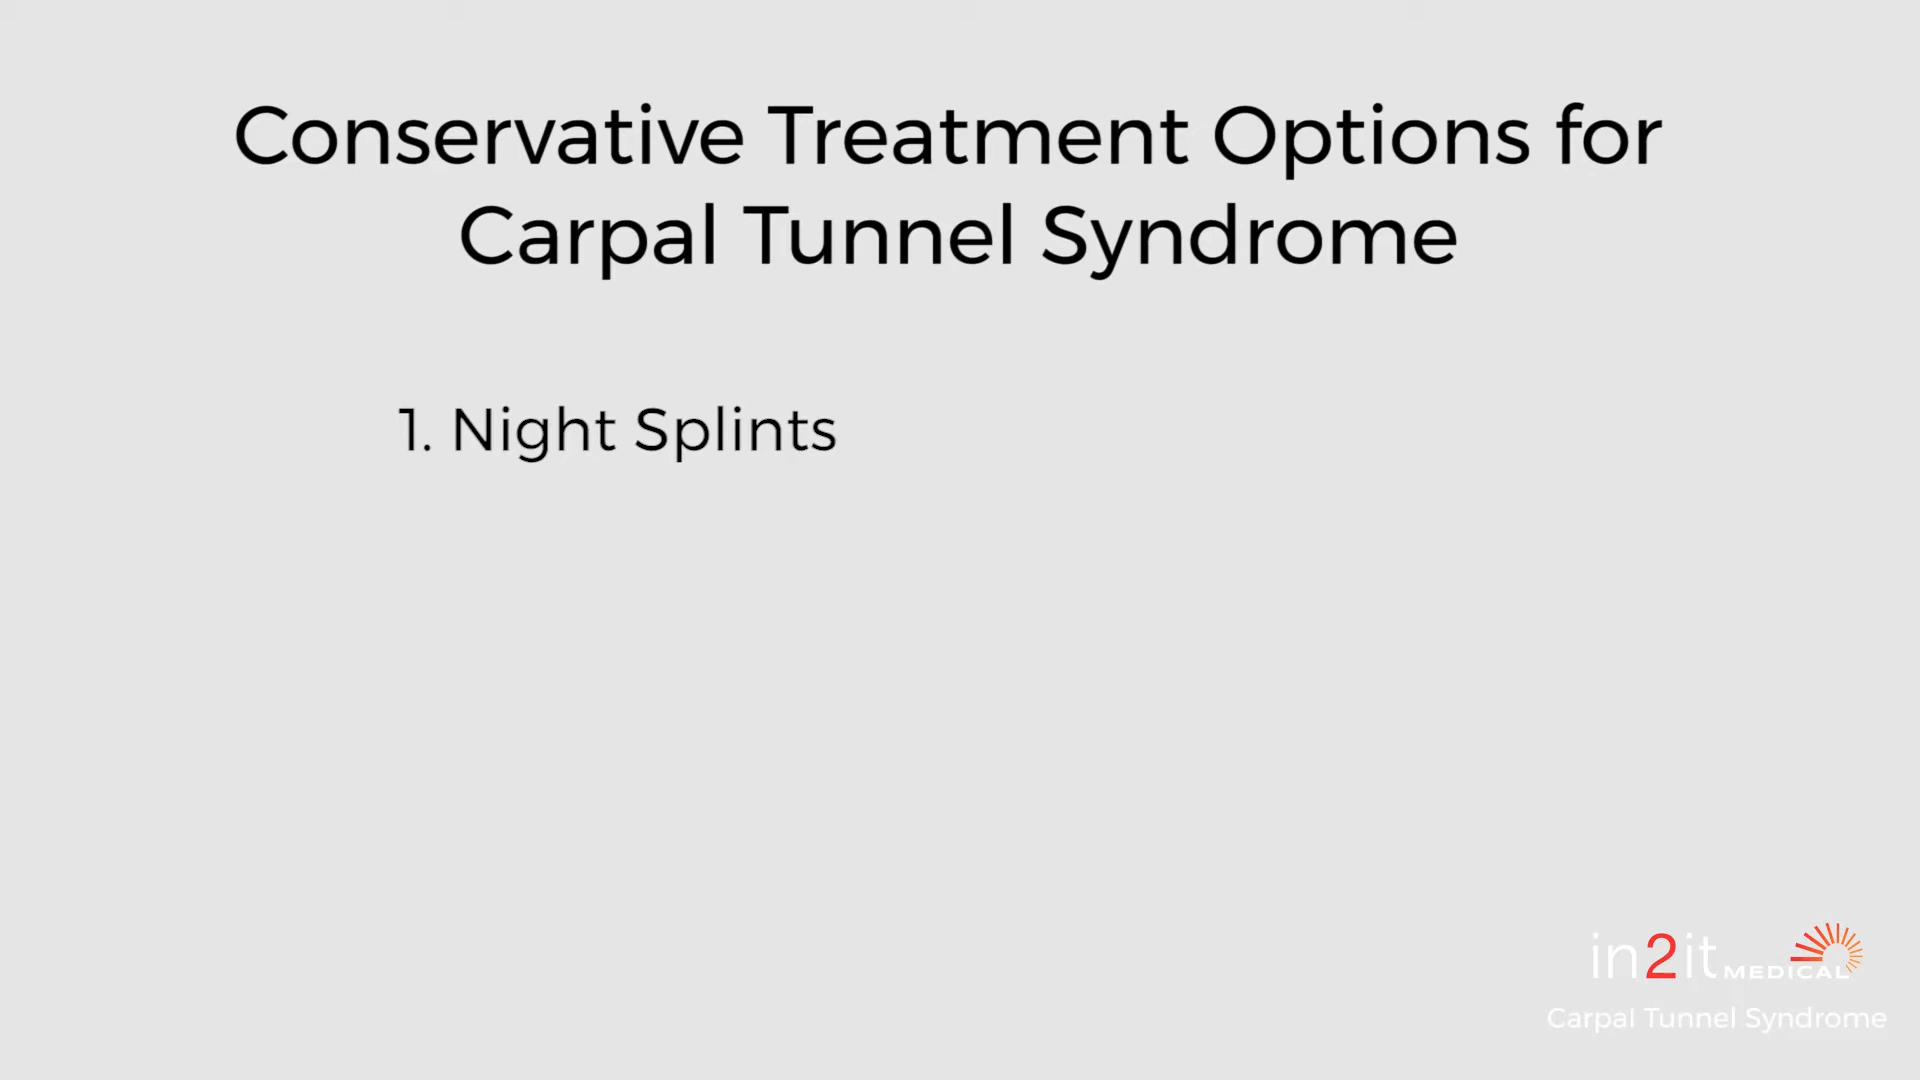 Conservative Treatment Options for
Carpal Tunnel Syndrome
1. Night Splints
in2it MEDICAL
Carpal Tunnel Syndrome